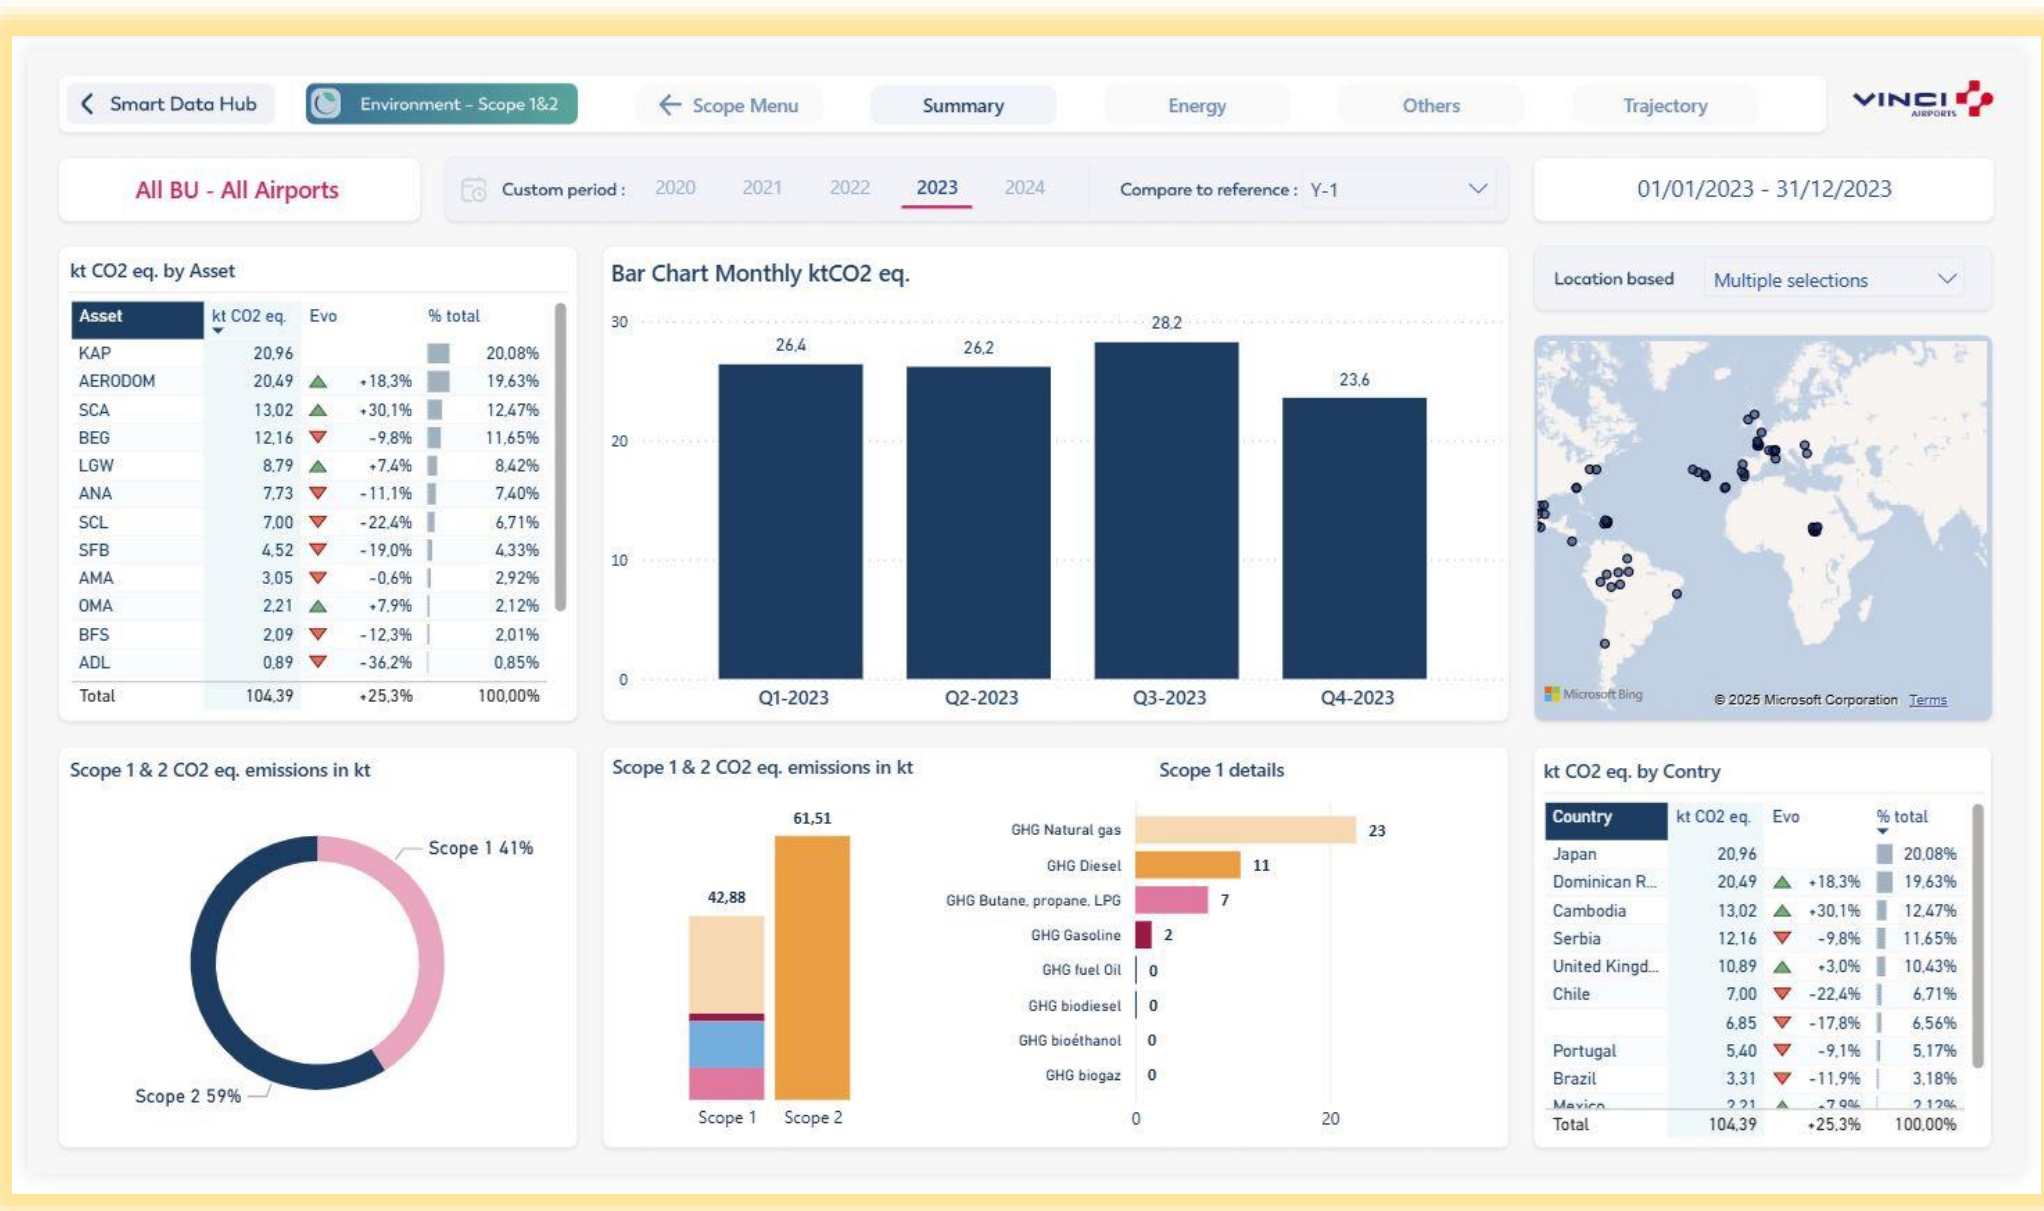 Smart Data Hub
Environment - Scope 1&2
Scope Menu
Summary
Energy
Others
Trajectory
VINCI
AIRPORTS
All BU - All Airports
Custom period : 2020 2021 2022 2023 2024
Compare to reference : Y-1
01/01/2023 - 31/12/2023
kt CO2 eq. by Asset
Asset kt CO2 eq. Evo % total
KAP 20,96 20,08%
AERODOM 20,49 +18,3% 19,63%
SCA 13,02 +30,1% 12,47%
BEG 12,16 -9,8% 11,65%
LGW 8,79 +7,4% 8,42%
ANA 7,73 -11,1% 7,40%
SCL 7,00 -22,4% 6,71%
SFB 4,52 -19,0% 4,33%
AMA 3,05 -0,6% 2,92%
OMA 2,21 +7,9% 2,12%
BFS 2,09 -12,3% 2,01%
ADL 0,89 -36,2% 0,85%
Total 104,39 +25,3% 100,00%
Bar Chart Monthly ktCO2 eq.
30
20
10
0
26,4
26,2
28,2
23,6
Q1-2023 Q2-2023 Q3-2023 Q4-2023
Location based Multiple selections
Microsoft Bing
© 2025 Microsoft Corporation Terms
Scope 1 & 2 CO2 eq. emissions in kt
Scope 1 41%
Scope 2 59%
Scope 1 & 2 CO2 eq. emissions in kt
61,51
42,88
Scope 1 Scope 2
Scope 1 details
GHG Natural gas 23
GHG Diesel 11
GHG Butane, propane, LPG 7
GHG Gasoline 2
GHG fuel Oil 0
GHG biodiesel 0
GHG bioéthanol 0
GHG biogaz 0
0 20
kt CO2 eq. by Contry
Country kt CO2 eq. Evo % total
Japan 20,96 20,08%
Dominican R... 20,49 +18,3% 19,63%
Cambodia 13,02 +30,1% 12,47%
Serbia 12,16 -9,8% 11,65%
United Kingd... 10,89 +3,0% 10,43%
Chile 7,00 -22,4% 6,71%
6,85 -17,8% 6,56%
Portugal 5,40 -9,1% 5,17%
Brazil 3,31 -11,9% 3,18%
Mexico 2,21 +7,9% 2,12%
Total 104,39 +25,3% 100,00%